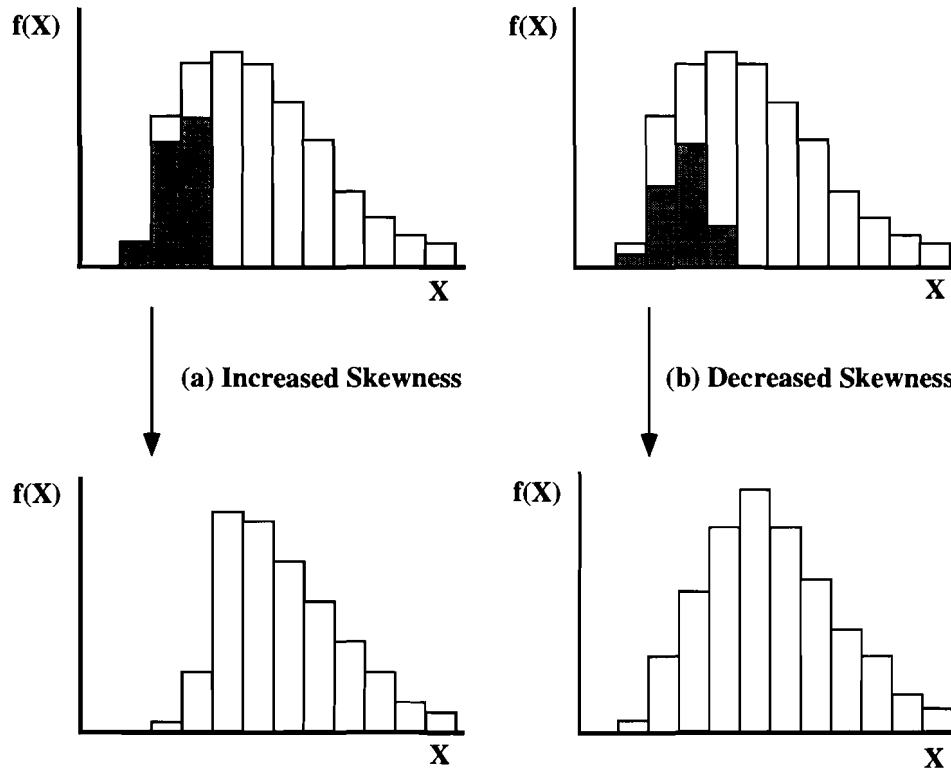 f(X)
f(X)
X
X
(a) Increased Skewness
(b) Decreased Skewness
f(X)
f(X)
X
X